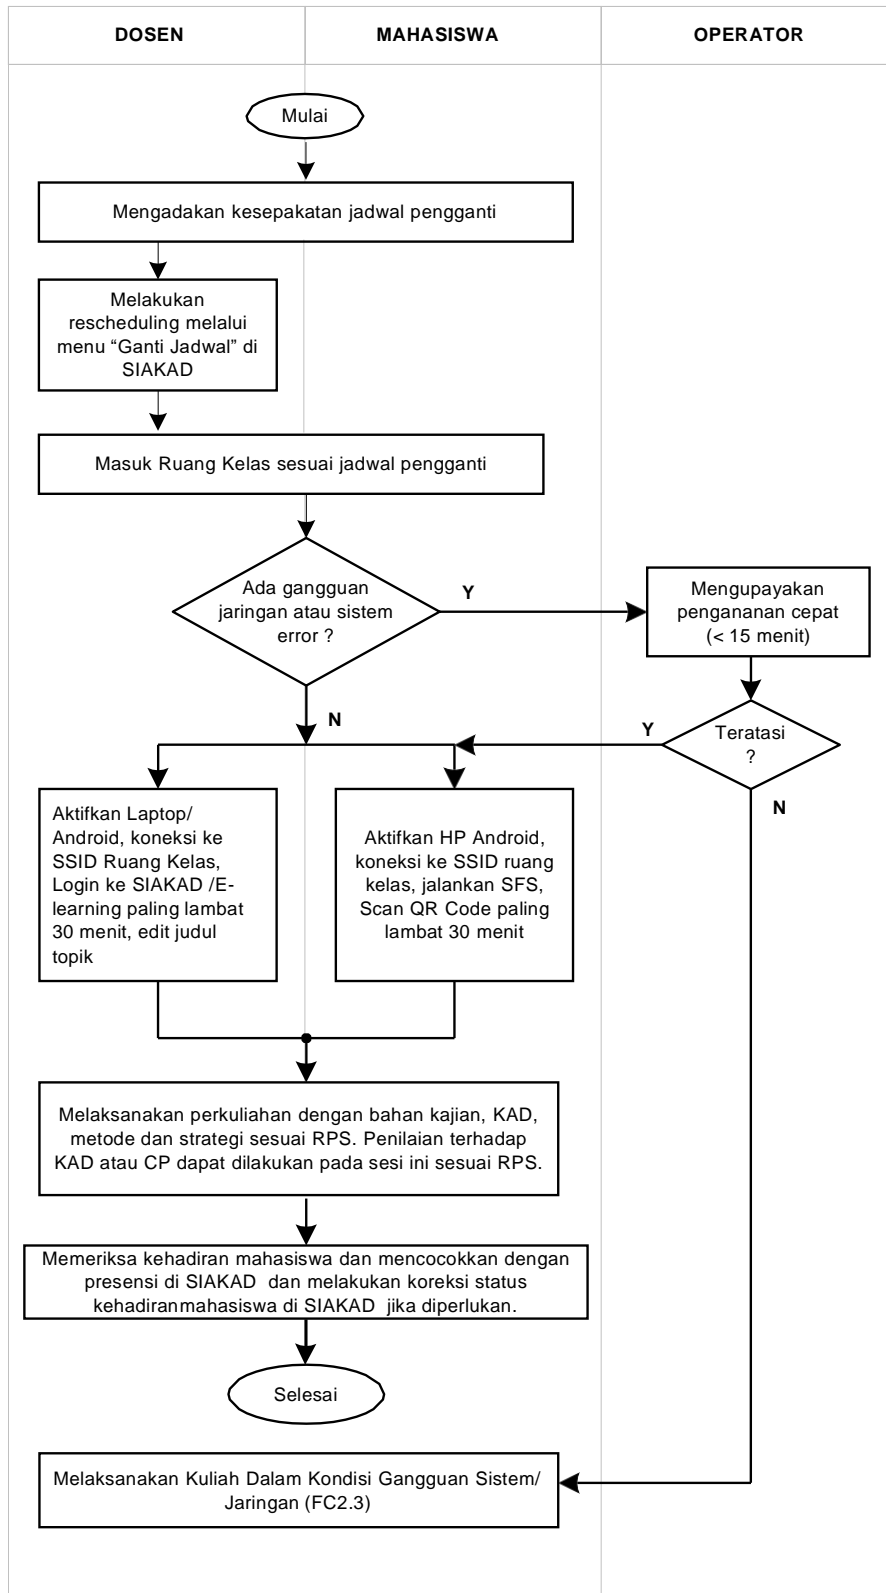 DOSEN
MAHASISWA
OPERATOR
Mulai
Mengadakan kesepakatan jadwal pengganti
Melakukan
rescheduling melalui
menu “Ganti Jadwal” di
SIAKAD
Masuk Ruang Kelas sesuai jadwal pengganti
Ada gangguan
jaringan atau sistem
error ?
Y
Mengupayakan
pengananan cepat
(< 15 menit)
N
Y
Teratasi
?
N
Aktifkan Laptop/
Android, koneksi ke
SSID Ruang Kelas,
Login ke SIAKAD /E-
learning paling lambat
30 menit, edit judul
topik
Aktifkan HP Android,
koneksi ke SSID ruang
kelas, jalankan SFS,
Scan QR Code paling
lambat 30 menit
Melaksanakan perkuliahan dengan bahan kajian, KAD,
metode dan strategi sesuai RPS. Penilaian terhadap
KAD atau CP dapat dilakukan pada sesi ini sesuai RPS.
Memeriksa kehadiran mahasiswa dan mencocokkan dengan
presensi di SIAKAD  dan melakukan koreksi status
kehadiranmahasiswa di SIAKAD  jika diperlukan.
Selesai
Melaksanakan Kuliah Dalam Kondisi Gangguan Sistem/
Jaringan (FC2.3)